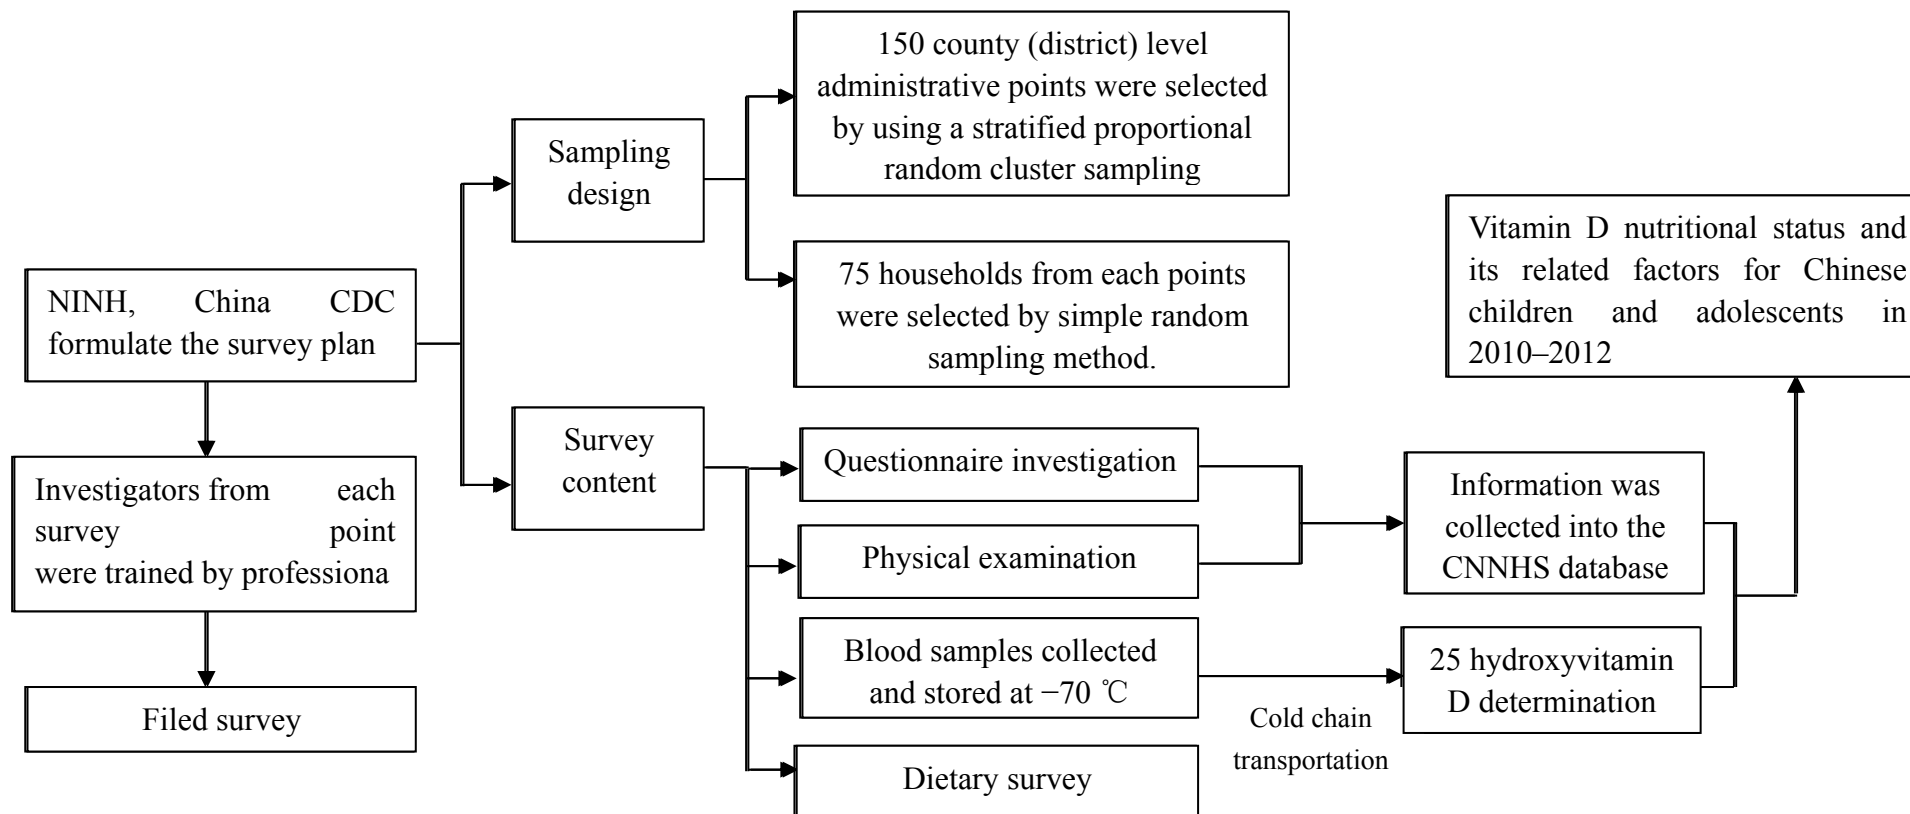 150 county (district) level
administrative points were selected
by using a stratified proportional
random cluster sampling
Sampling
design
75 households from each points
were selected by simple random
sampling method.
NINH, China CDC
formulate the survey plan
Investigators from each
survey point
were trained by professiona
Filed survey
Survey
content
Questionnaire investigation
Physical examination
Blood samples collected
and stored at −70 ℃
Dietary survey
Cold chain
transportation
Information was
collected into the
CNNHS database
25 hydroxyvitamin
D determination
Vitamin D nutritional status and
its related factors for Chinese
children and adolescents in
2010–2012